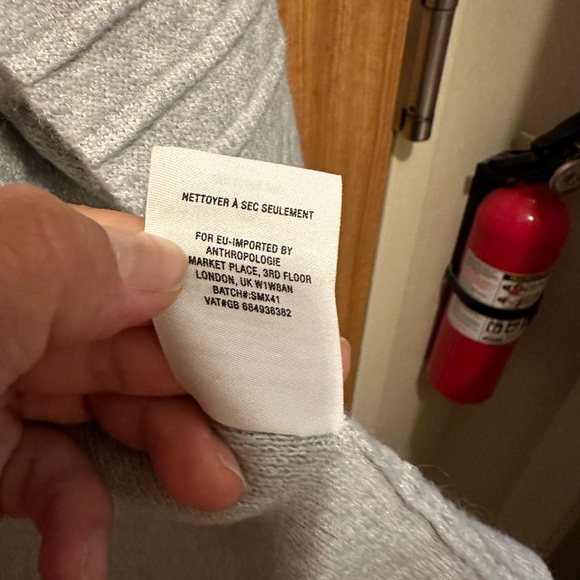 NETTOYER À SEC SEULEMENT
FOR EU-IMPORTED BY
ANTHROPOLOGIE
MARKET PLACE, 3RD FLOOR
LONDON, UK W1W8AN
BATCH#:SMX41
VAT#GB 684936382